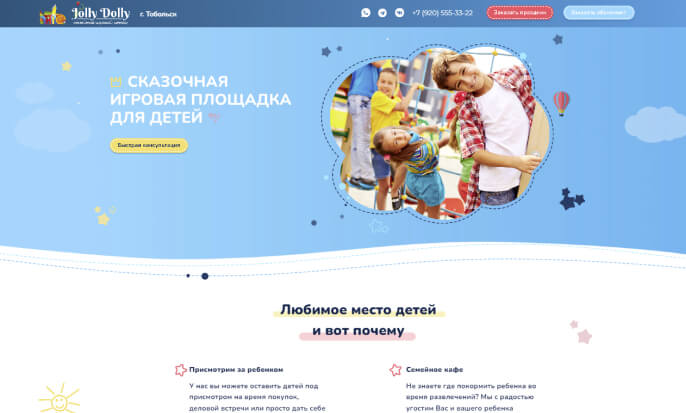 Jolly Dolly
г. Тобольск
+7 (920) 555-33-22
Заказать праздник
СКАЗОЧНАЯ
ИГРОВАЯ ПЛОЩАДКА
ДЛЯ ДЕТЕЙ
Быстрая консультация
Любимое место детей
и вот почему
Присмотрим за ребенком
У нас вы можете оставить детей под
присмотром на время покупок,
деловой встречи или просто дать себе
Семейное кафе
Не знаете где покормить ребенка во
время развлечений? Мы с радостью
угостим Вас и вашего ребенка